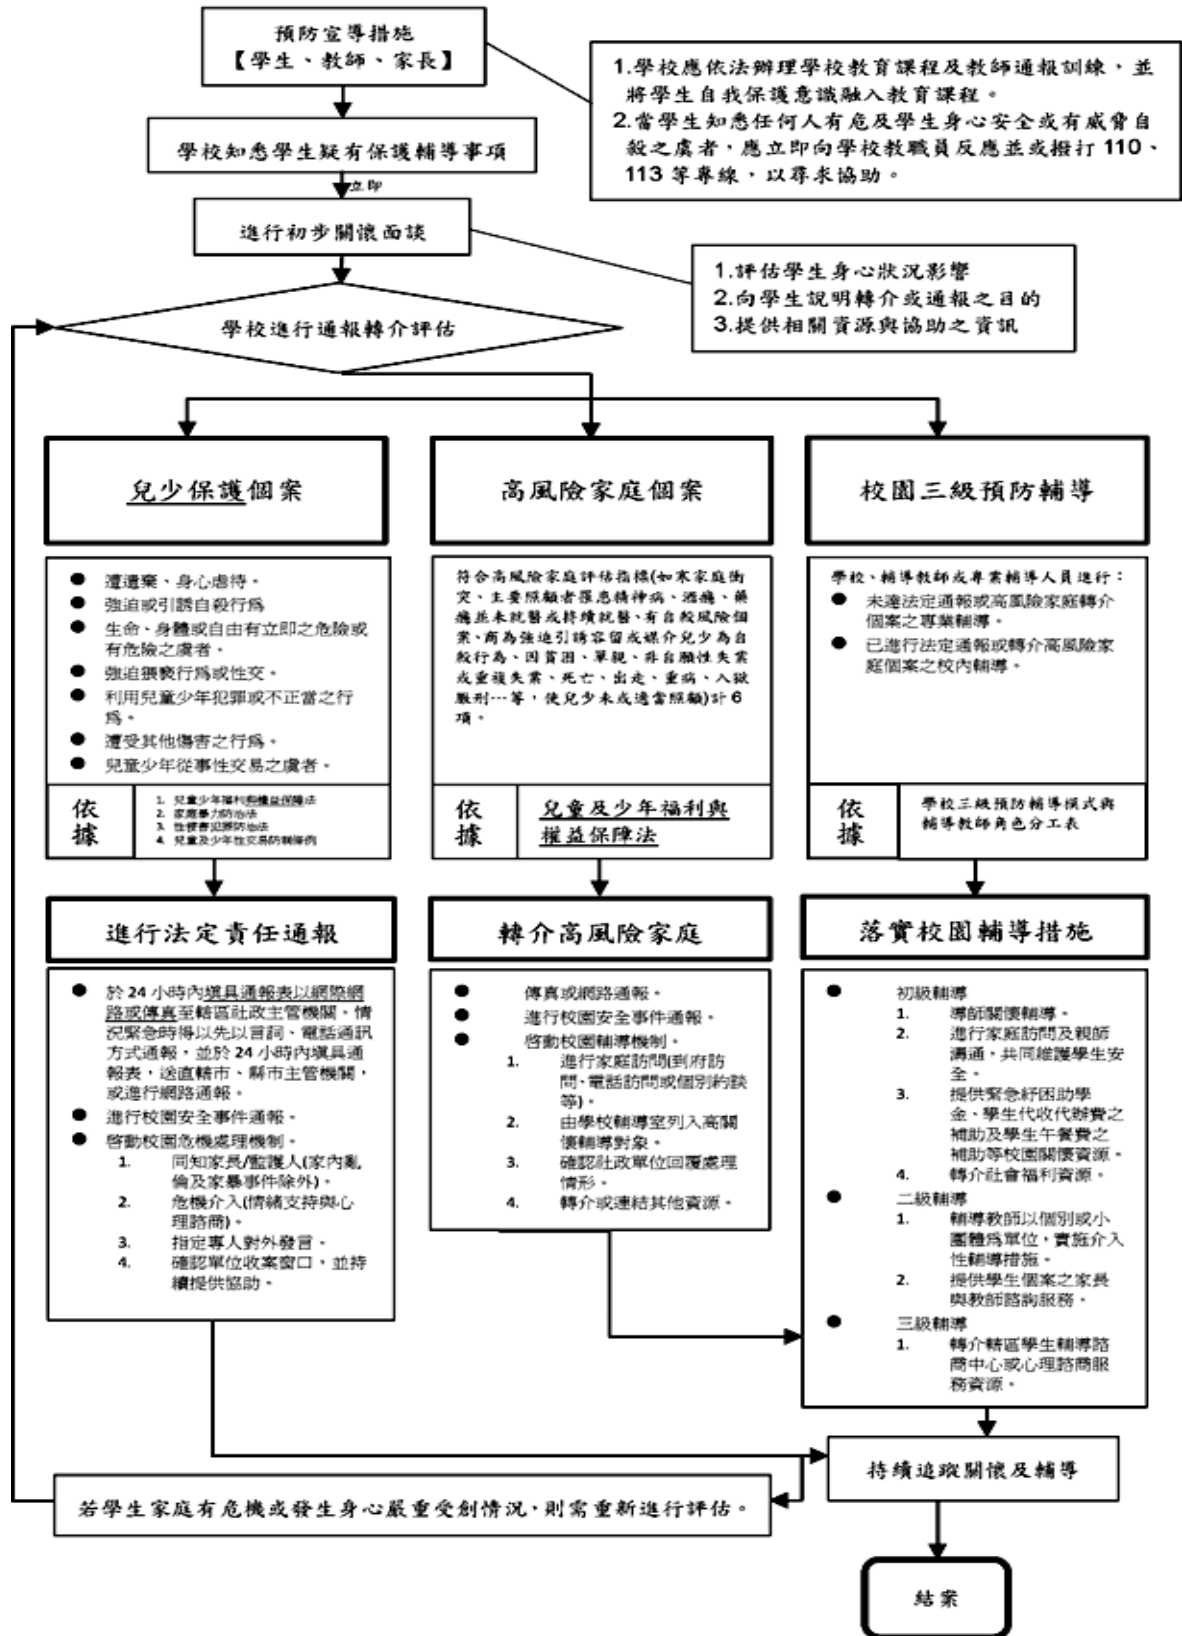 預防宣導措施
【學生、教師、家長】
1.學校應依法辦理學校教育課程及教師通報訓練，並
將學生自我保護意識融入教育課程。
2.當學生知悉任何人有危及學生身心安全或有威脅自
殺之虞者，應立即向學校教職員反應並或撥打 110、
113 等專線，以尋求協助。
學校知悉學生疑有保護輔導事項
立即
進行初步關懷面談
1.評估學生身心狀況影響
2.向學生說明轉介或通報之目的
3.提供相關資源與協助之資訊
學校進行通報轉介評估
兒少保護個案
● 遭遺棄、身心虐待。
● 強迫或引誘自殺行為
● 生命、身體或自由有立即之危險或
有危險之虞者。
● 強迫猥褻行為或性交。
● 利用兒童少年犯罪或不正當之行
為。
● 遭受其他傷害之行為。
● 兒童少年從事性交易之虞者。
依
據
1. 兒童少年福利與權益保障法
2. 家庭暴力防治法
3. 性侵害犯罪防治法
4. 兒童及少年性交易防制條例
高風險家庭個案
符合高風險家庭評估指標(如家庭衝
突、主要照顧者罹患精神病、酒癮、藥
癮並未就醫或持續就醫、有自殺風險個
案、為強迫引誘容留或媒介兒少為自
殺行為、因貧困、單親、非自願性失業
或重複失業、死亡、出走、重病、入獄
服刑…等，使兒少未或適當照顧)計 6
項。
依
據
兒童及少年福利與
權益保障法
校園三級預防輔導
學校、輔導教師或專業輔導人員進行：
● 未達法定通報或高風險家庭轉介
個案之專業輔導。
● 已進行法定通報或轉介高風險家
庭個案之校內輔導。
依
據
學校三級預防輔導模式與
輔導教師角色分工表
進行法定責任通報
● 於 24 小時內填具通報表以網際網
路或傳真至轄區社政主管機關。情
況緊急時得以先以言詞、電話通訊
方式通報，並於 24 小時內填具通
報表，送直轄市、縣市主管機關，
或進行網路通報。
● 進行校園安全事件通報。
● 啟動校園危機處理機制。
1. 同知家長/監護人(家內亂
倫及家暴事件除外)。
2. 危機介入(情緒支持與心
理諮商)。
3. 指定專人對外發言。
4. 確認單位收案窗口，並持
續提供協助。
轉介高風險家庭
● 傳真或網路通報。
● 進行校園安全事件通報。
● 啟動校園輔導機制。
1. 進行家庭訪問(到府訪
問、電話訪問或個別約談
等)。
2. 由學校輔導室列入高關
懷輔導對象。
3. 確認社政單位回覆處理
情形。
4. 轉介或連結其他資源。
落實校園輔導措施
● 初級輔導
1. 導師關懷輔導。
2. 進行家庭訪問及親師
溝通，共同維護學生安
全。
3. 提供緊急紓困助學
金、學生代收代辦費之
補助及學生午餐費之
補助等校園關懷資源。
4. 轉介社會福利資源。
● 二級輔導
1. 輔導教師以個別或小
團體為單位，實施介入
性輔導措施。
2. 提供學生個案之家長
與教師諮詢服務。
● 三級輔導
1. 轉介轄區學生輔導諮
商中心或心理諮商服
務資源。
持續追蹤關懷及輔導
若學生家庭有危機或發生身心嚴重受創情況，則需重新進行評估。
結案